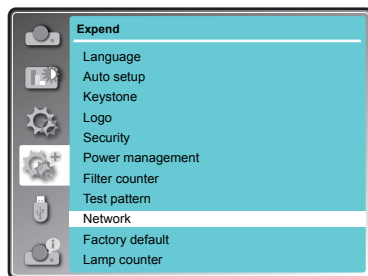 Expend
Language
Auto setup
Keystone
Logo
Security
Power management
Filter counter
Test pattern
Network
Factory default
Lamp counter